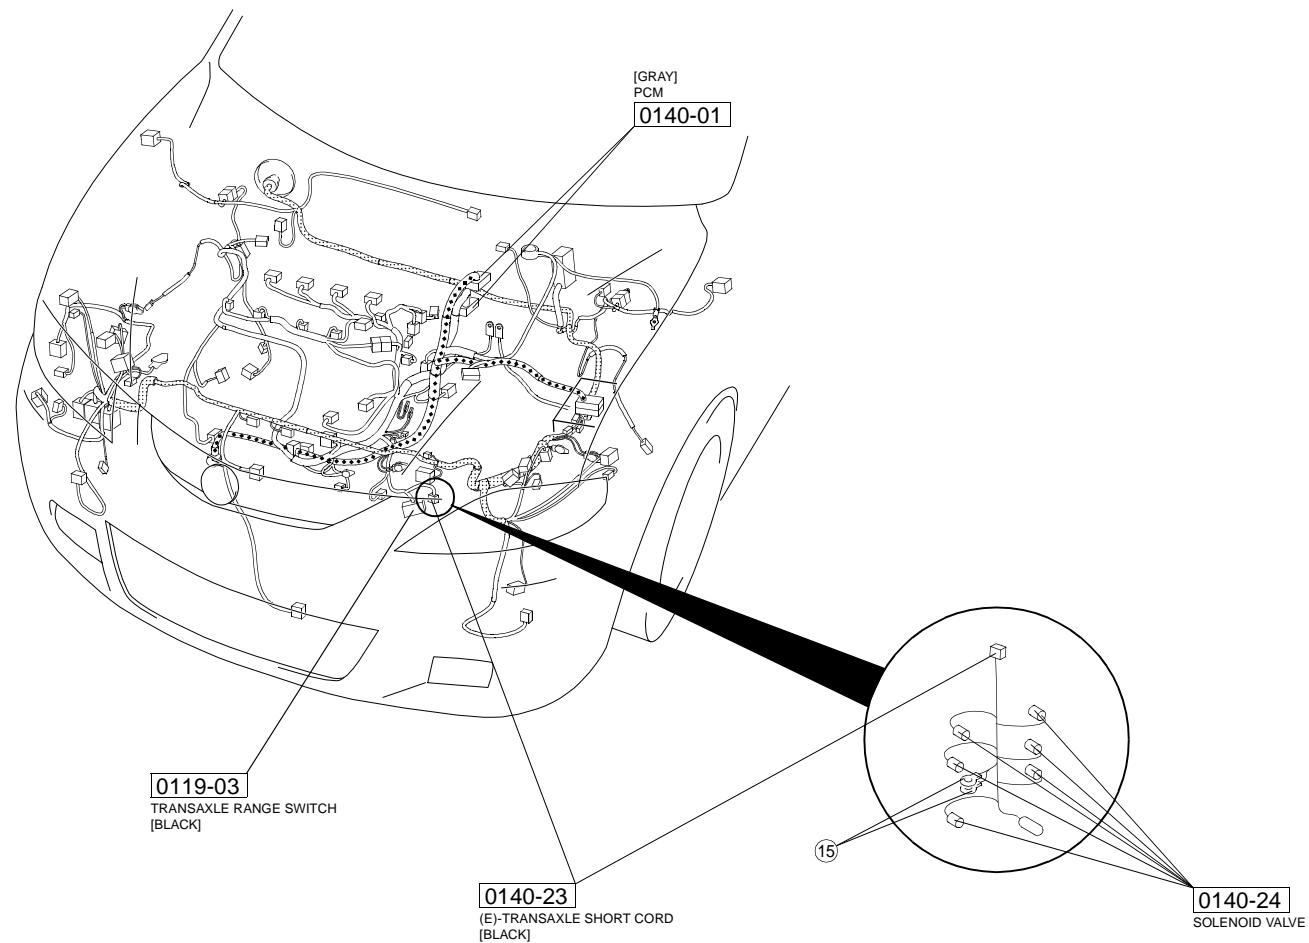 [GRAY]
PCM
0140-01
0119-03
TRANSAXLE RANGE SWITCH
[BLACK]
15
0140-23
(E)-TRANSAXLE SHORT CORD
[BLACK]
0140-24
SOLENOID VALVE